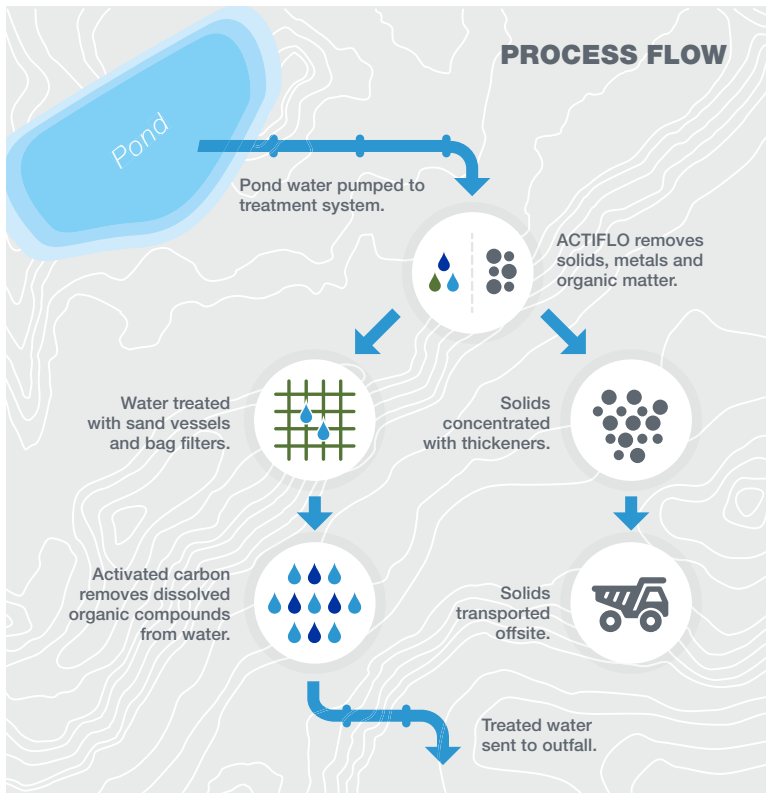 PROCESS FLOW
Pond
Pond water pumped to
treatment system.
ACTIFLO removes
solids, metals and
organic matter.
Water treated
with sand vessels
and bag filters.
Solids
concentrated
with thickeners.
Activated carbon
removes dissolved
organic compounds
from water.
Solids
transported
offsite.
Treated water
sent to outfall.